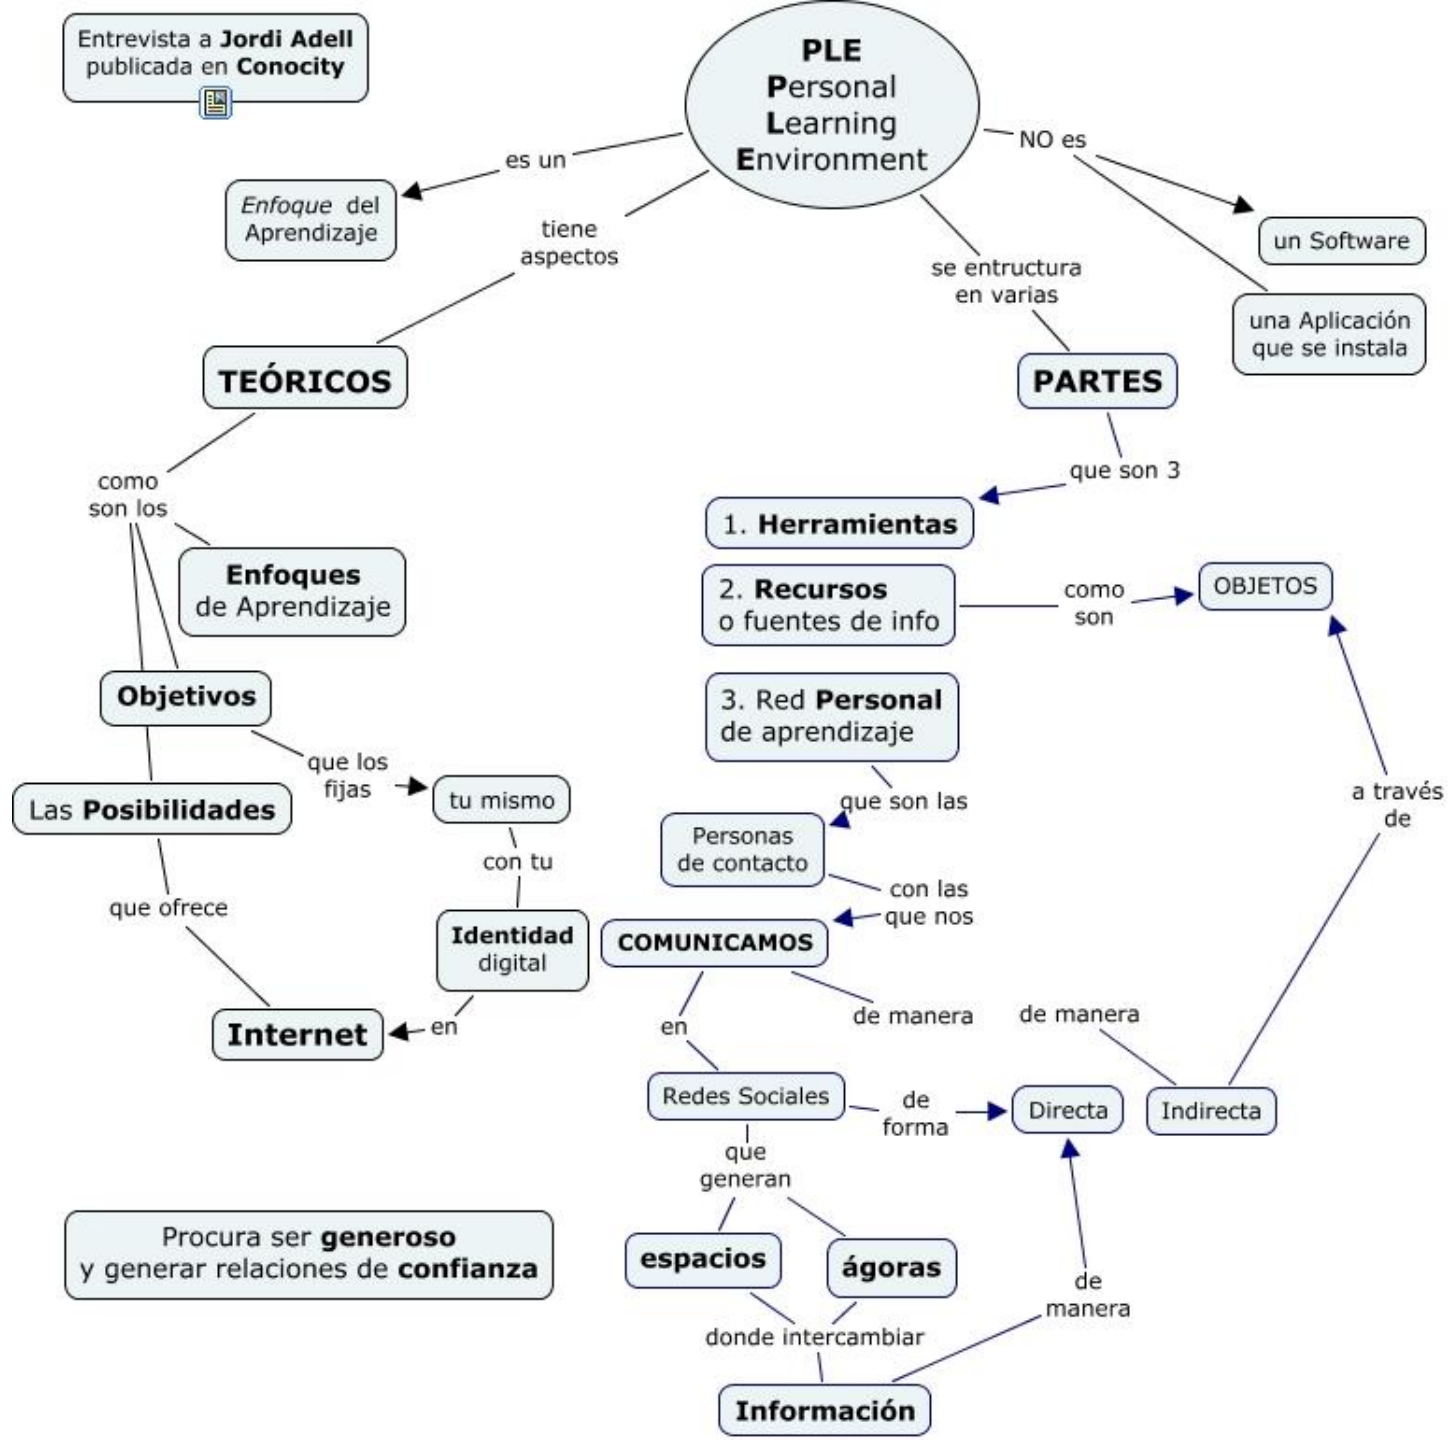 Entrevista a Jordi Adell
publicada en Conocity
PLE
Personal
Learning
Environment
es un
NO es
Enfoque del
Aprendizaje
tiene
aspectos
se entructura
en varias
un Software
una Aplicación
que se instala
TEÓRICOS
PARTES
como
son los
que son 3
Enfoques
de Aprendizaje
1. Herramientas
2. Recursos
o fuentes de info
como
son
OBJETOS
Objetivos
3. Red Personal
de aprendizaje
que los
fijas
tu mismo
Las Posibilidades
que son las
a través
de
Personas
de contacto
con tu
con las
que nos
que ofrece
Identidad
digital
COMUNICAMOS
Internet
en
en
de manera
de manera
Redes Sociales
de
forma
Directa
Indirecta
que
generan
Procura ser generoso
y generar relaciones de confianza
espacios
ágoras
de
manera
donde intercambiar
Información